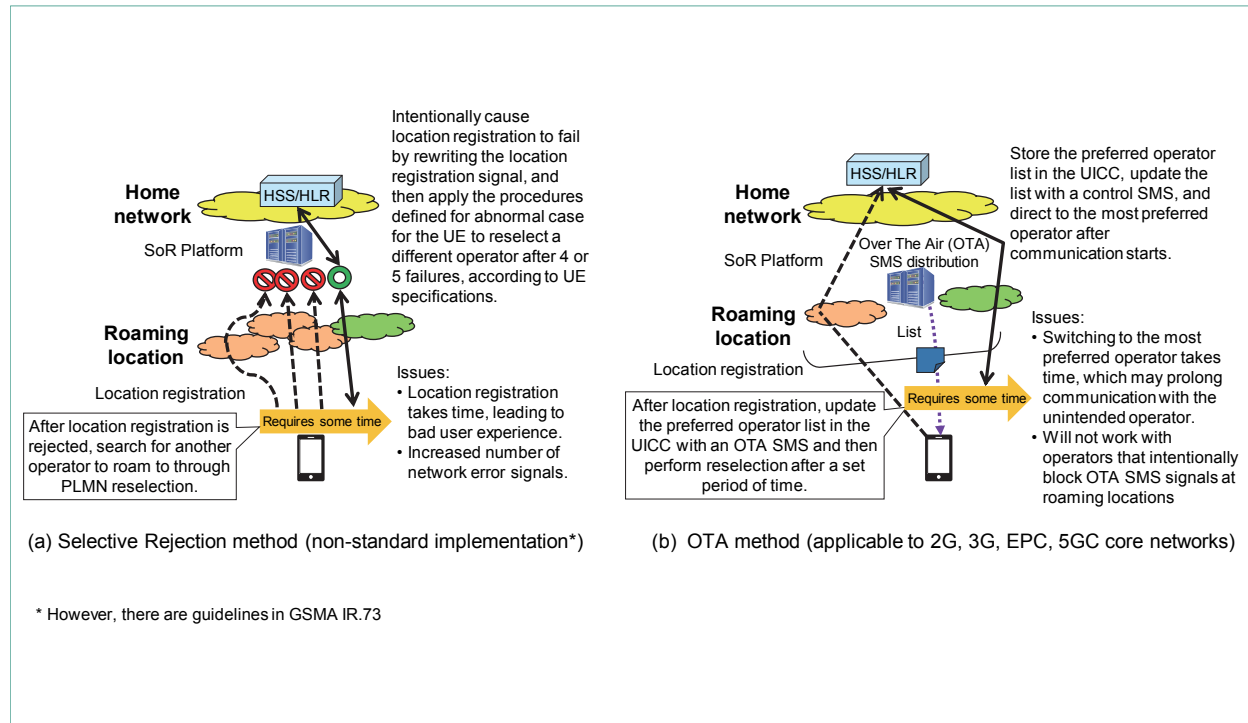 Intentionally cause
location registration to fail
by rewriting the location
registration signal, and
then apply the procedures
defined for abnormal case
for the UE to reselect a
different operator after 4 or
5 failures, according to UE
specifications.
HSS/HLR
Home
network
SoR Platform
Roaming
location
Location registration
Requires some time
After location registration is
rejected, search for another
operator to roam to through
PLMN reselection.
Issues:
• Location registration
takes time, leading to
bad user experience.
• Increased number of
network error signals.
(a) Selective Rejection method (non-standard implementation*)
HSS/HLR
Home
network
Store the preferred operator
list in the UICC, update the
list with a control SMS, and
direct to the most preferred
operator after
communication starts.
SoR Platform
Over The Air (OTA)
SMS distribution
Roaming
location
List
Location registration
Requires some time
After location registration, update
the preferred operator list in the
UICC with an OTA SMS and then
perform reselection after a set
period of time.
Issues:
• Switching to the most
preferred operator takes
time, which may prolong
communication with the
unintended operator.
• Will not work with
operators that intentionally
block OTA SMS signals at
roaming locations
(b) OTA method (applicable to 2G, 3G, EPC, 5GC core networks)
* However, there are guidelines in GSMA IR.73